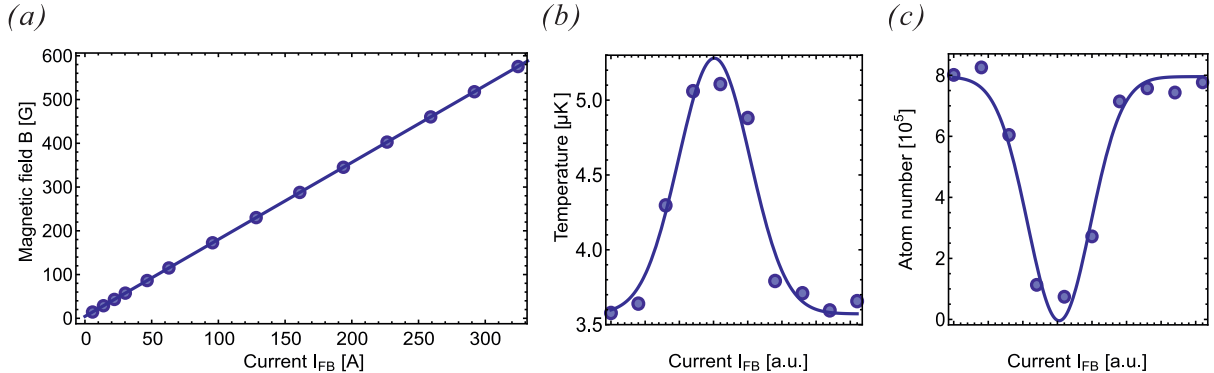 (a)
Magnetic field B [G]
600
500
400
300
200
100
0
0 50 100 150 200 250 300
Current I_FB [A]
(b)
Temperature [µK]
5.0
4.5
4.0
3.5
Current I_FB [a.u.]
(c)
Atom number [10^5]
8
6
4
2
0
Current I_FB [a.u.]